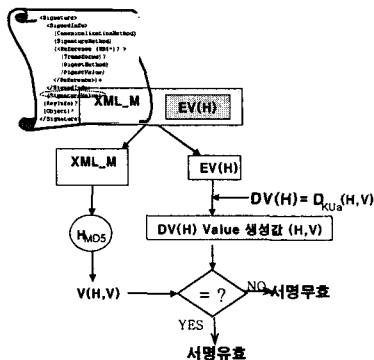 <Signature>
<SignedInfo>
(CanonicalizationMethod)
(SignatureMethod)
(<Reference (URI=)? >
(Transforms)?
(DigestMethod)
(DigestValue)
</Reference>)+
</SignedInfo>
(SignatureValue)
(KeyInfo)?
(Object)*
</Signature>
XML_M
EV(H)
XML_M
EV(H)
DV(H) = D_KUa(H,V)
H_MD5
DV(H) Value 생성값 (H,V)
V(H,V)
= ?
NO
서명무효
YES
서명유효